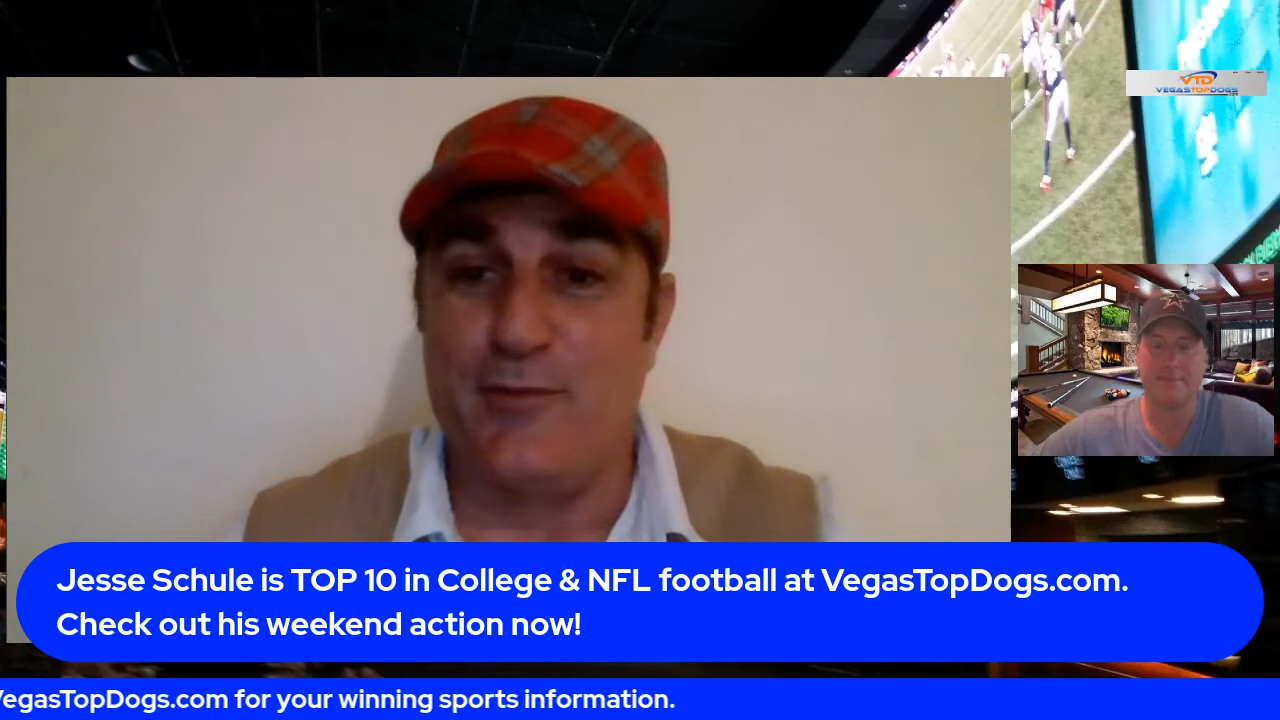 VTD
VEGASTOPDOGS
Jesse Schule is TOP 10 in College & NFL football at VegasTopDogs.com.
Check out his weekend action now!
VegasTopDogs.com for your winning sports information.